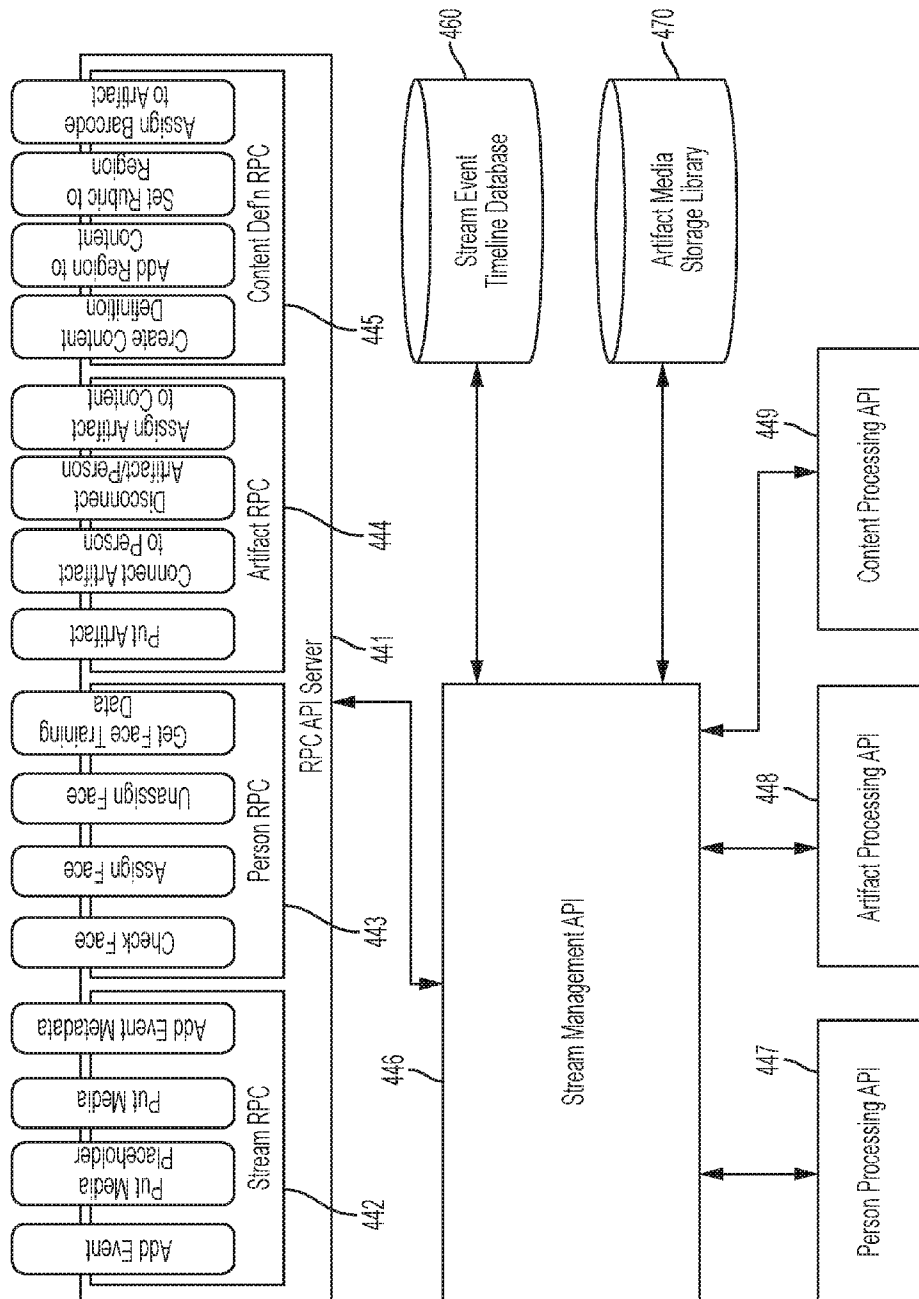 Add Event
Put Media
Placeholder
Put Media
Add Event Metadata
Stream RPC
442
Check Face
Assign Face
Unassign Face
Get Face Training
Data
Person RPC
443
Put Artifact
Connect Artifact
to Person
Disconnect
Artifact/Person
Assign Artifact
to Content
Artifact RPC
444
Create Content
Definition
Add Region to
Content
Set Rubric to
Region
Assign Barcode
to Artifact
Content Def'n RPC
445
RPC API Server
441
446
Stream Management API
Stream Event
Timeline Database
460
Artifact Media
Storage Library
470
447
Person Processing API
448
Artifact Processing API
449
Content Processing API